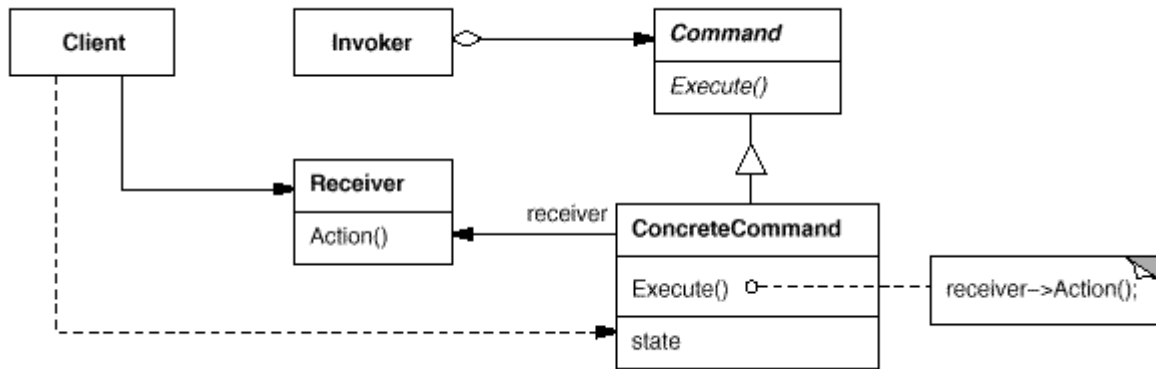 Client
Invoker
Command
Execute()
Receiver
Action()
receiver
ConcreteCommand
Execute()
receiver->Action();
state